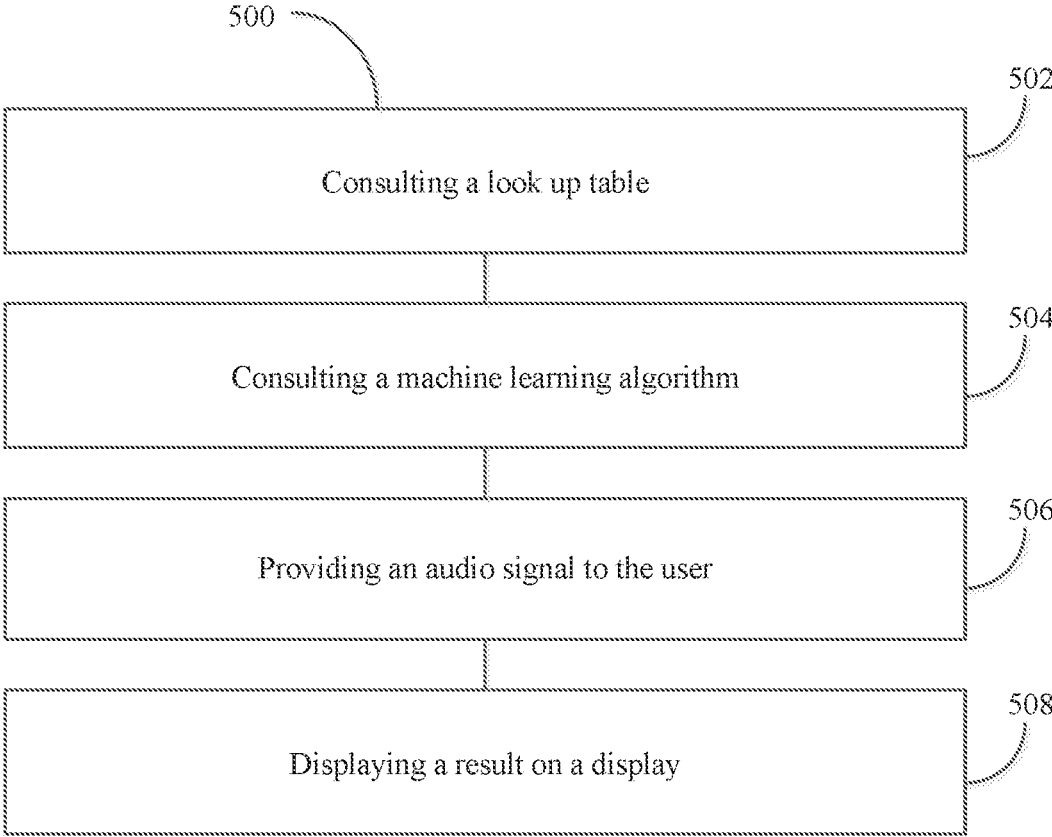 500
502
Consulting a look up table
504
Consulting a machine learning algorithm
506
Providing an audio signal to the user
508
Displaying a result on a display